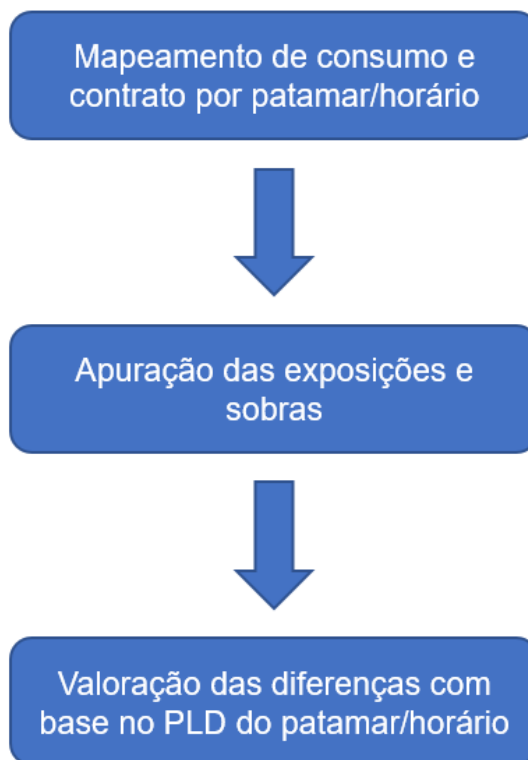 Mapeamento de consumo e
contrato por patamar/horário
Apuração das exposições e
sobras
Valoração das diferenças com
base no PLD do patamar/horário